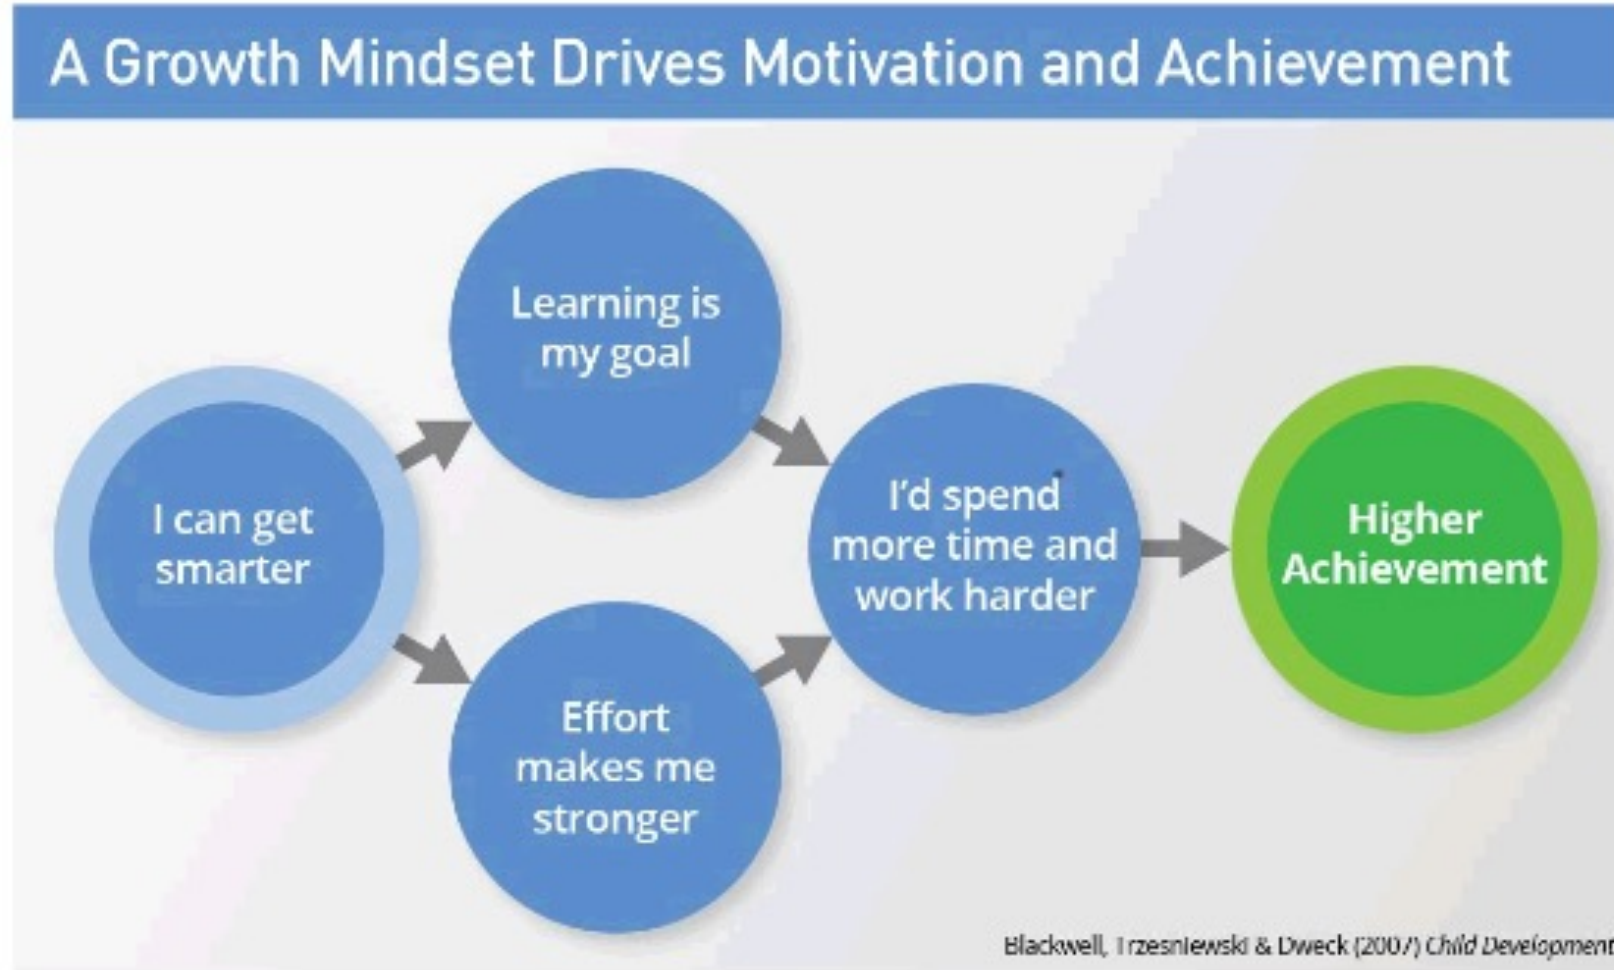 A Growth Mindset Drives Motivation and Achievement
Learning is
my goal
I can get
smarter
Effort
makes me
stronger
I'd spend
more time and
work harder
Higher
Achievement
Blackwell, Trzesniewski & Dweck (2007) Child Development